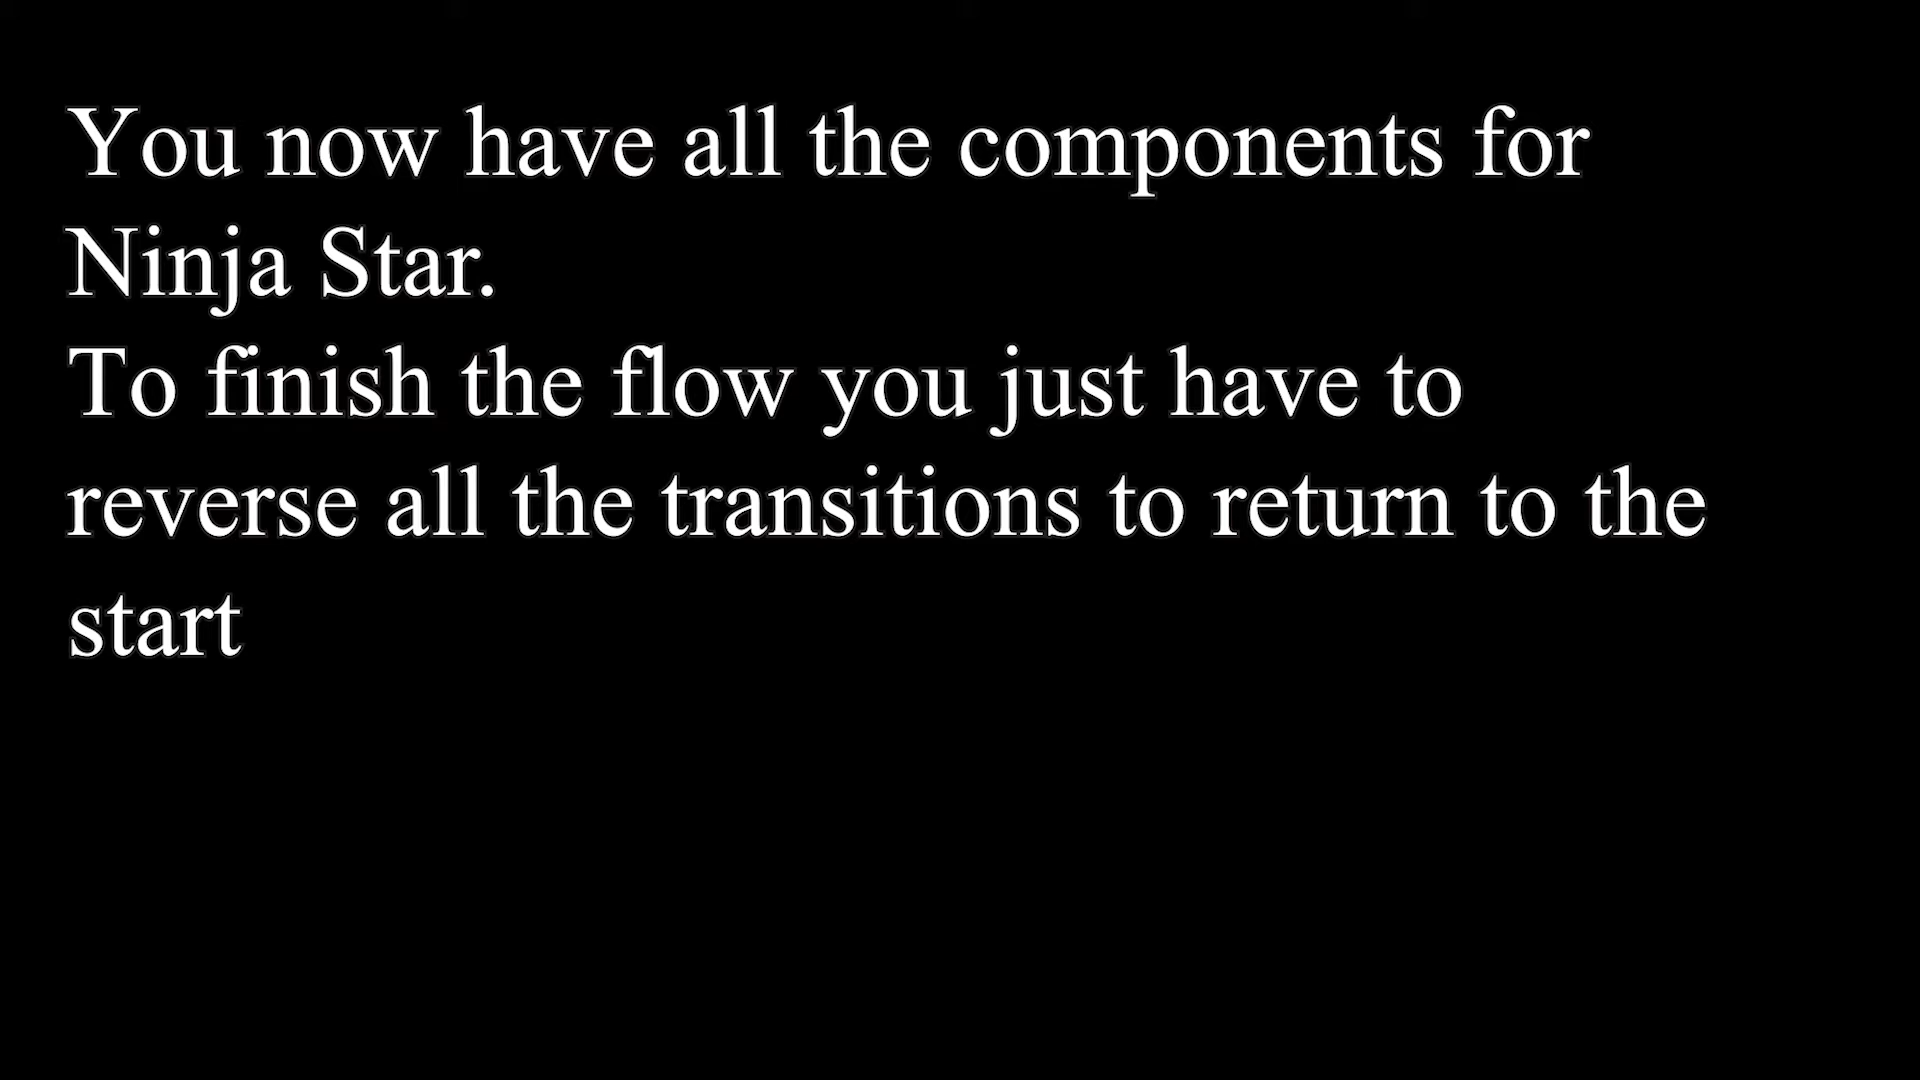 You now have all the components for
Ninja Star.
To finish the flow you just have to
reverse all the transitions to return to the
start